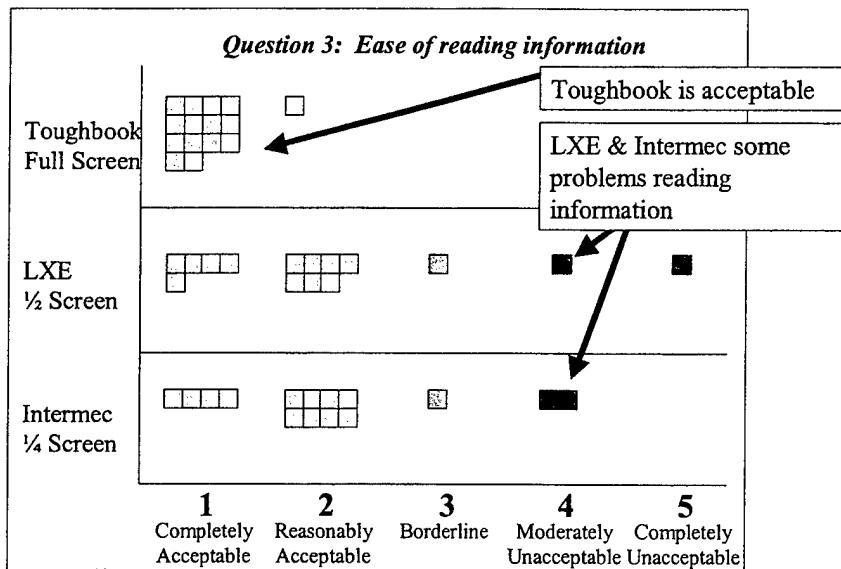 Question 3: Ease of reading information
Toughbook is acceptable
Toughbook
Full Screen
LXE & Intermec some
problems reading
information
LXE
½ Screen
Intermec
¼ Screen
1 2 3 4 5
Completely Reasonably Borderline Moderately Completely
Acceptable Acceptable Unacceptable Unacceptable